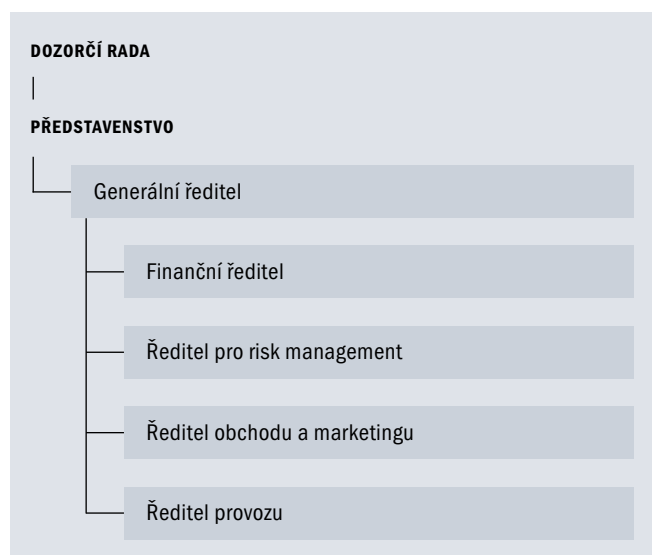 DOZORČÍ RADA
PŘEDSTAVENSTVO
Generální ředitel
Finanční ředitel
Ředitel pro risk management
Ředitel obchodu a marketingu
Ředitel provozu